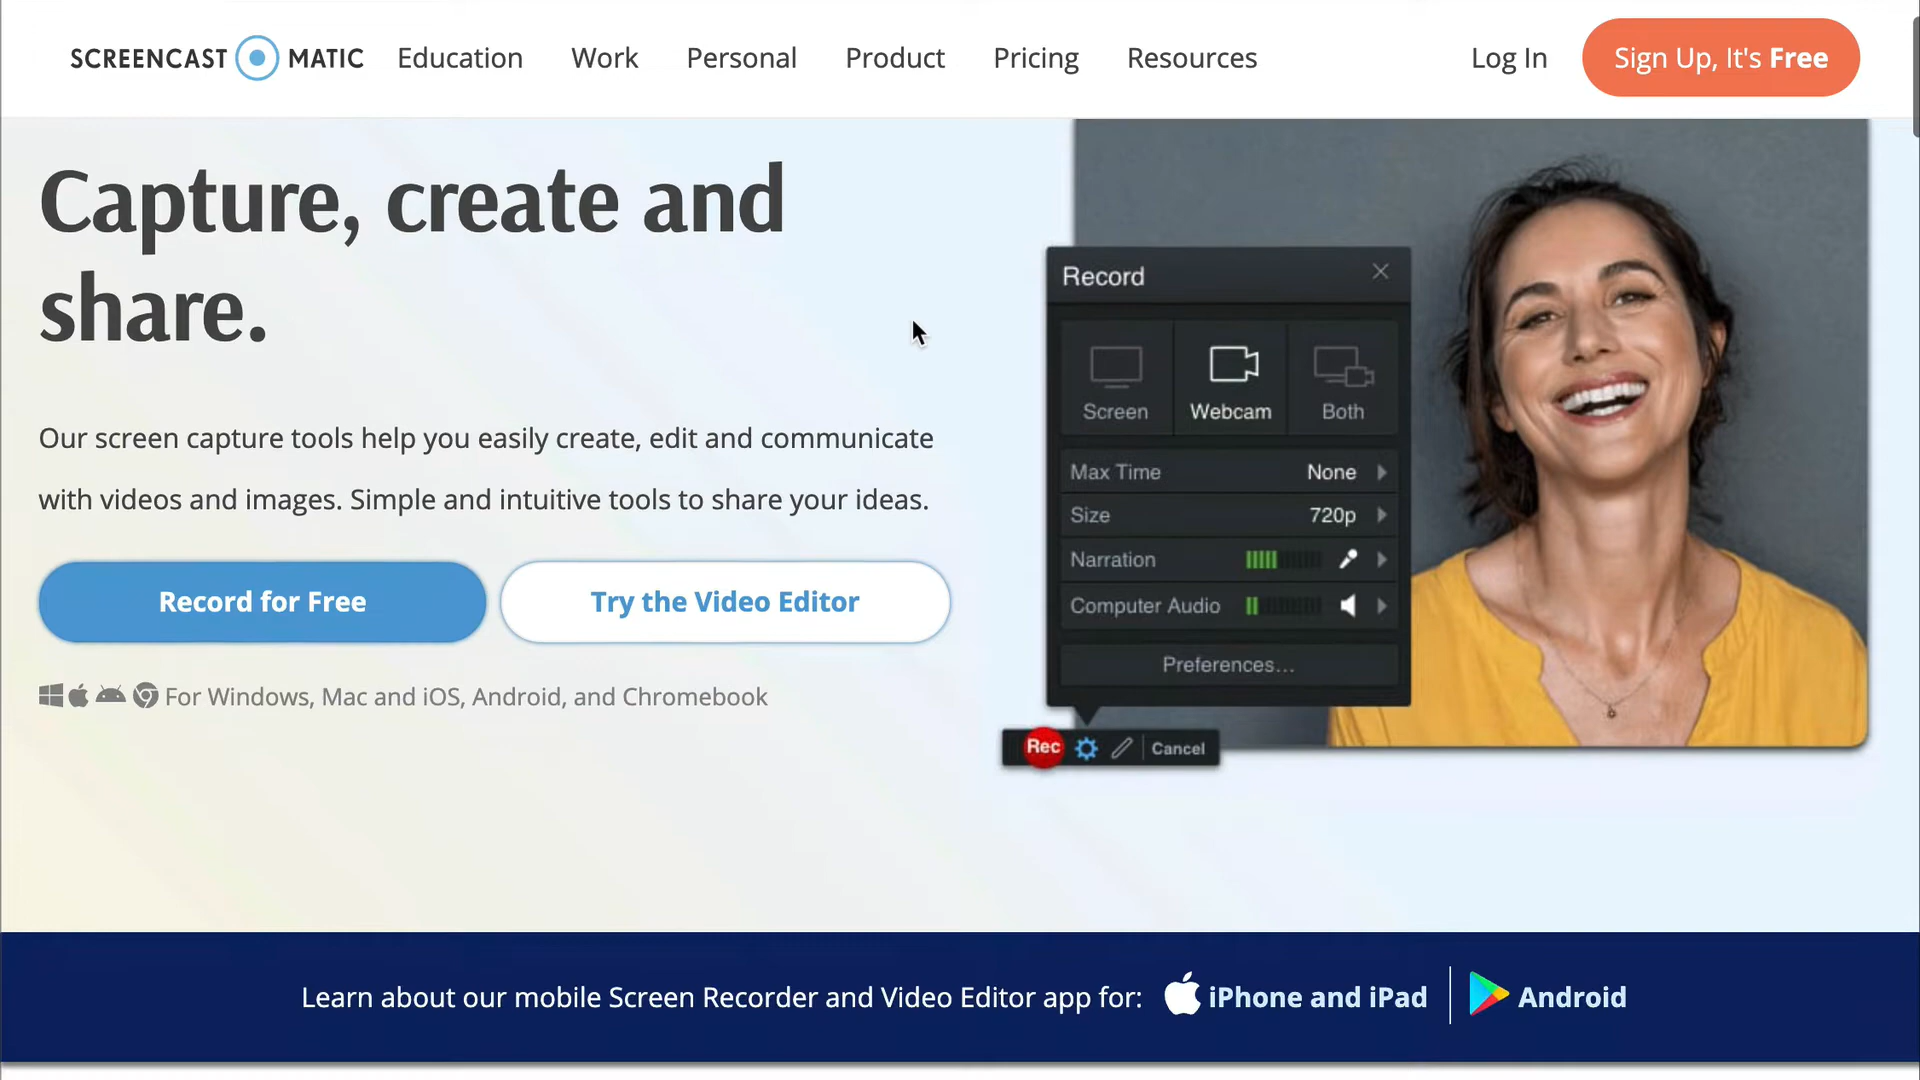 SCREENCAST MATIC Education Work Personal Product Pricing Resources Log In Sign Up, It's Free
Capture, create and
share.
Our screen capture tools help you easily create, edit and communicate
with videos and images. Simple and intuitive tools to share your ideas.
Record for Free Try the Video Editor
For Windows, Mac and iOS, Android, and Chromebook
Record
Screen Webcam Both
Max Time None
Size 720p
Narration
Computer Audio
Preferences...
Rec Cancel
Learn about our mobile Screen Recorder and Video Editor app for: iPhone and iPad Android